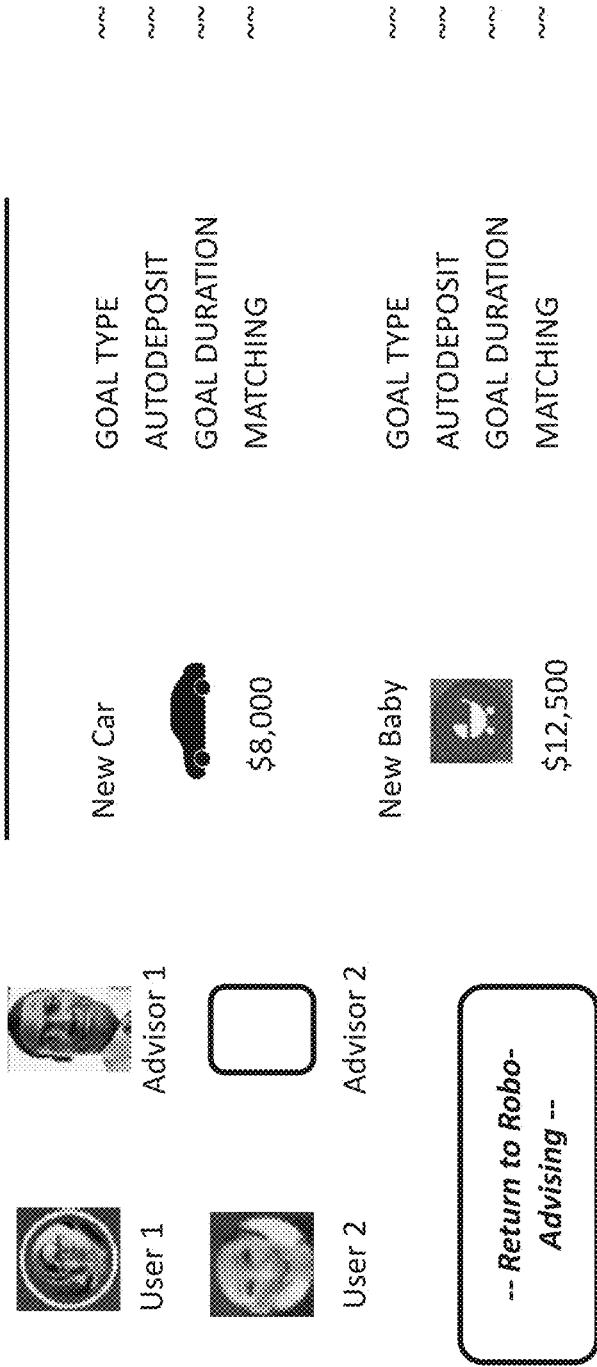 User 1
Advisor 1
User 2
Advisor 2
-- Return to Robo-
Advising --
New Car
$8,000
GOAL TYPE ~~
AUTODEPOSIT ~~
GOAL DURATION ~~
MATCHING ~~
New Baby
$12,500
GOAL TYPE ~~
AUTODEPOSIT ~~
GOAL DURATION ~~
MATCHING ~~